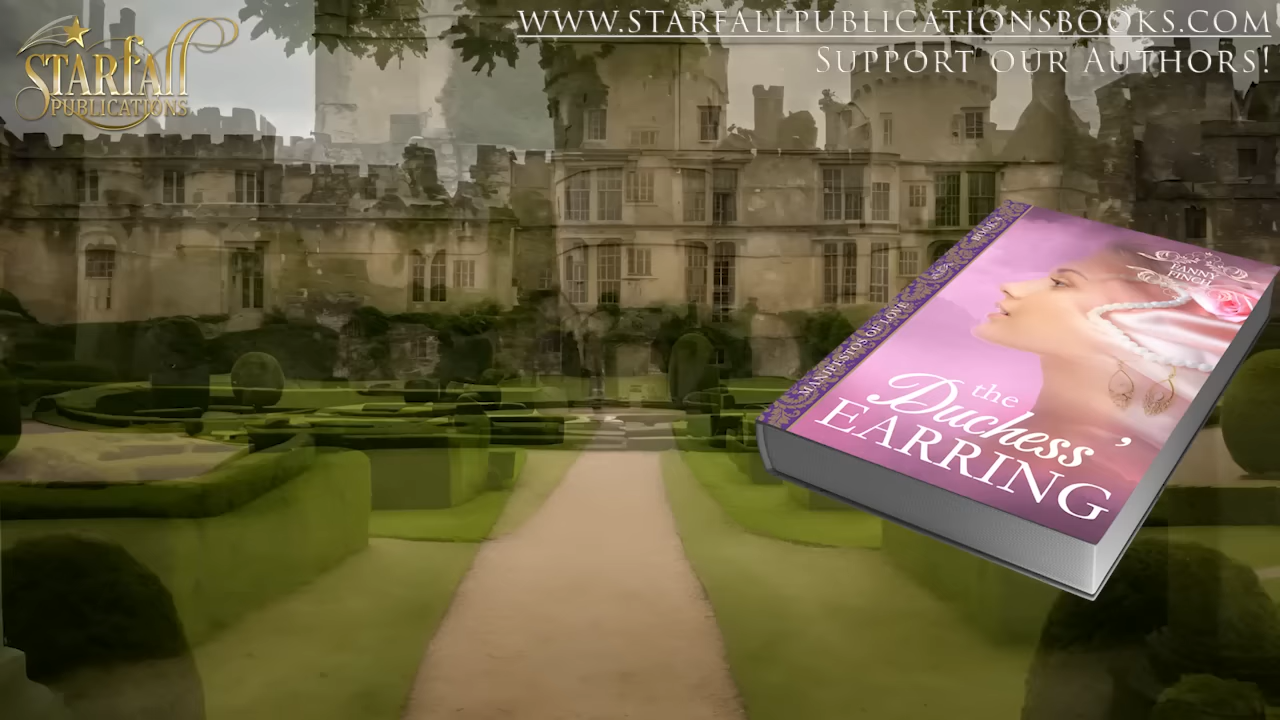 STARfall
PUBLICATIONS
WWW.STARFALLPUBLICATIONSBOOKS.COM
SUPPORT OUR AUTHORS!
FANNY
FINCH
MANIFESTOS OF LOVE
the
Duchess'
EARRING